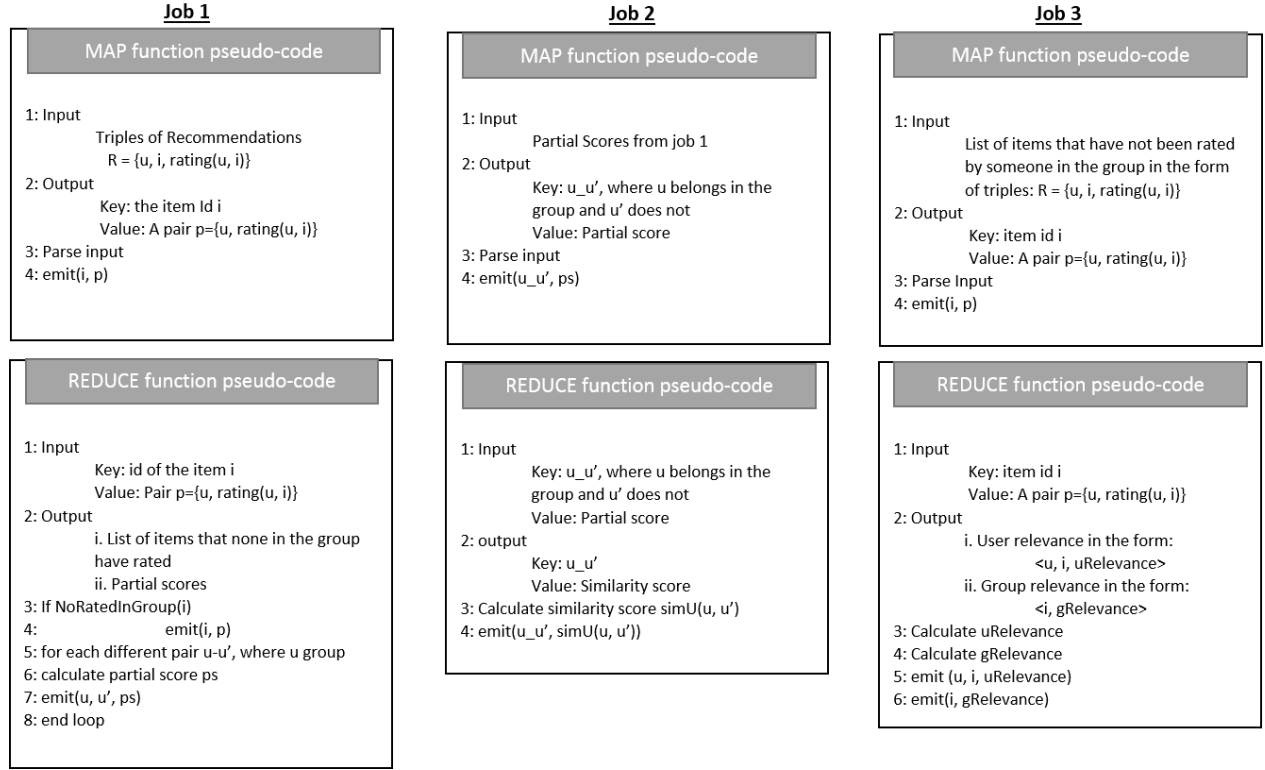 Job 1
MAP function pseudo-code
1: Input
Triples of Recommendations
R = {u, i, rating(u, i)}
2: Output
Key: the item Id i
Value: A pair p={u, rating(u, i)}
3: Parse input
4: emit(i, p)
REDUCE function pseudo-code
1: Input
Key: id of the item i
Value: Pair p={u, rating(u, i)}
2: Output
i. List of items that none in the group
have rated
ii. Partial scores
3: If NoRatedInGroup(i)
4: emit(i, p)
5: for each different pair u-u’, where u group
6: calculate partial score ps
7: emit(u, u’, ps)
8: end loop
Job 2
MAP function pseudo-code
1: Input
Partial Scores from job 1
2: Output
Key: u_u’, where u belongs in the
group and u’ does not
Value: Partial score
3: Parse input
4: emit(u_u’, ps)
REDUCE function pseudo-code
1: Input
Key: u_u’, where u belongs in the
group and u’ does not
Value: Partial score
2: output
Key: u_u’
Value: Similarity score
3: Calculate similarity score simU(u, u’)
4: emit(u_u’, simU(u, u’))
Job 3
MAP function pseudo-code
1: Input
List of items that have not been rated
by someone in the group in the form
of triples: R = {u, i, rating(u, i)}
2: Output
Key: item id i
Value: A pair p={u, rating(u, i)}
3: Parse Input
4: emit(i, p)
REDUCE function pseudo-code
1: Input
Key: item id i
Value: A pair p={u, rating(u, i)}
2: Output
i. User relevance in the form:
<u, i, uRelevance>
ii. Group relevance in the form:
<i, gRelevance>
3: Calculate uRelevance
4: Calculate gRelevance
5: emit (u, i, uRelevance)
6: emit(i, gRelevance)